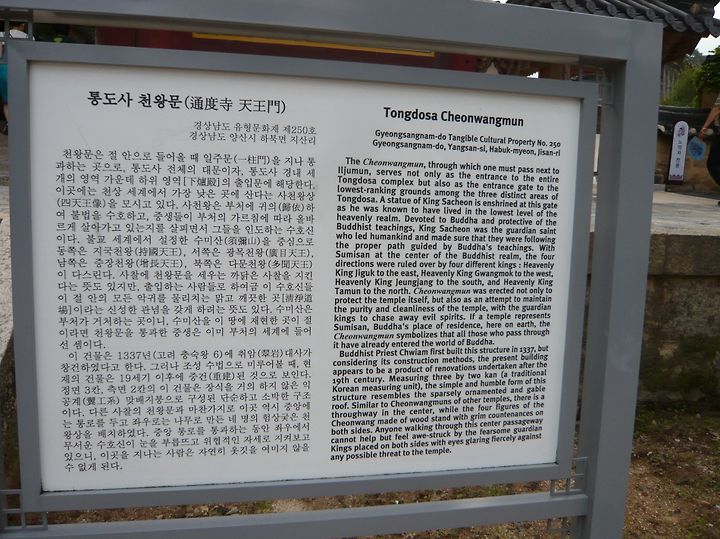 통도사 천왕문(通度寺 天王門)
경상남도 유형문화재 제250호
경상남도 양산시 하북면 지산리
천왕문은 절 안으로 들어올 때 일주문(一柱門)을 지나 통
과하는 곳으로, 통도사 전체의 대문이자, 통도사 경내 세
개의 영역 가운데 하위 영역[下爐殿]의 출입문에 해당한다.
이곳에는 천상 세계에서 가장 낮은 곳에 산다는 사천왕상
(四天王像)을 모시고 있다. 사천왕은 부처에 귀의(歸依)하
여 불법을 수호하고, 중생들이 부처의 가르침에 따라 올바
르게 살아가고 있는지를 살피면서 그들을 인도하는 수호신
이다. 불교 세계에서 설정한 수미산(須彌山)을 중심으로
동쪽은 지국천왕(持國天王), 서쪽은 광목천왕(廣目天王),
남쪽은 증장천왕(增長天王), 북쪽은 다문천왕(多聞天王)
이 다스린다. 사찰에 천왕문을 세우는 까닭은 사찰을 지킨
다는 뜻도 있지만, 출입하는 사람들로 하여금 이 수호신들
이 절 안의 모든 악귀를 물리쳐는 맑고 깨끗한 곳[淸淨道
場]이라는 신성한 관념을 갖게 하려는 뜻도 있다. 수미산은
부처가 거처하는 곳이니, 수미산을 이 땅에 재현한 곳이 절
이라면 천왕문을 통과한 중생은 이미 부처의 세계에 들어
선 셈이다.
이 건물은 1337년(고려 충숙왕 6)에 취암(翠岩)대사가
창건하였다고 한다. 그러나 조성 수법으로 미루어볼 때, 현
재의 건물은 19세기 이후에 중건(重建)된 것으로 보인다.
정면 3칸, 측면 2칸의 이 건물은 장식을 거의 하지 않은 익
공계(翼工系) 맞배지붕으로 구성된 단순하고 소박한 구조
이다. 다른 사찰의 천왕문과 마찬가지로 이곳 역시 중앙에
는 통로를 두고 좌우로는 나무로 만든 네 명의 험상궂은 천
왕상을 배치하였다. 중앙 통로를 통과하는 동안 좌우에서
무서운 수호신이 눈을 부릅뜨고 위협적인 자세로 지켜보고
있으니, 이곳을 지나는 사람은 자연히 옷깃을 여미지 않을
수 없게 된다.
Tongdosa Cheonwangmun
Gyeongsangnam-do Tangible Cultural Property No. 250
Gyeongsangnam-do, Yangsan-si, Habuk-myeon, Jisan-ri
The Cheonwangmun, through which one must pass next to
IlJjumun, serves not only as the entrance to the entire
Tongdosa complex but also as the entrance gate to the
lowest-ranking grounds among the three distinct areas of
Tongdosa. A statue of King Sacheon is enshrined at this gate
as he was known to have lived in the lowest level of the
heavenly realm. Devoted to Buddha and protective of the
Buddhist teachings, King Sacheon was the guardian saint
who led humankind and made sure that they were following
the proper path guided by Buddha's teachings. With
Sumisan at the center of the Buddhist realm, the four
directions were ruled over by four different kings : Heavenly
King Jiguk to the east, Heavenly King Gwangmok to the west,
Heavenly King Jeungjang to the south, and Heavenly King
Tamun to the north. Cheonwangmun was erected not only to
protect the temple itself, but also as an attempt to maintain
the purity and cleanliness of the temple, with the guardian
kings to chase away evil spirits. If a temple represents
Sumisan, Buddha's place of residence, here on earth, the
Cheonwangmun symbolizes that all those who pass through
it have already entered the world of Buddha.
Buddhist Priest Chwiam first built this structure in 1337, but
considering its construction methods, the present building
appears to be a product of renovations undertaken after the
19th century. Measuring three by two kan (a traditional
Korean measuring unit), the simple and humble form of this
structure resembles the sparsely ornamented and gable
roof. Similar to Cheonwangmuns of other temples, there is a
throughway in the center, while the four figures of the
Cheonwang made of wood stand with grim countenances on
both sides. Anyone walking through this center passageway
cannot help but feel awe-struck by the fearsome guardian
Kings placed on both sides with eyes glaring fiercely against
any possible threat to the temple.